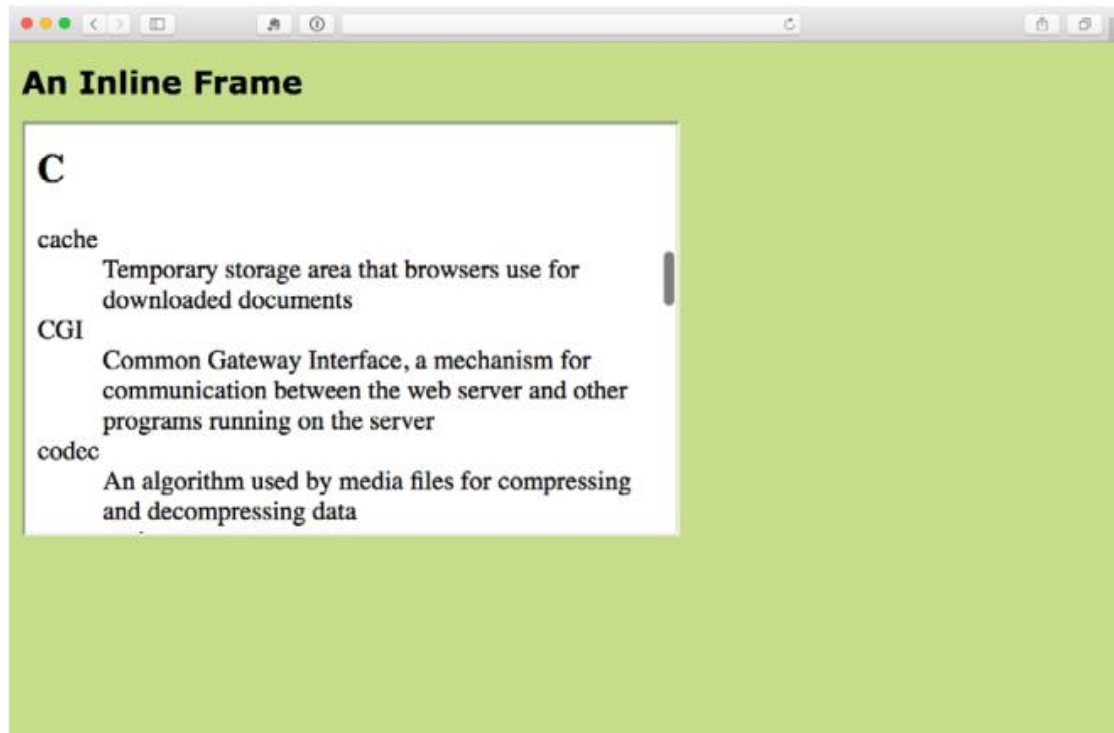 An Inline Frame
C
cache
Temporary storage area that browsers use for
downloaded documents
CGI
Common Gateway Interface, a mechanism for
communication between the web server and other
programs running on the server
codec
An algorithm used by media files for compressing
and decompressing data